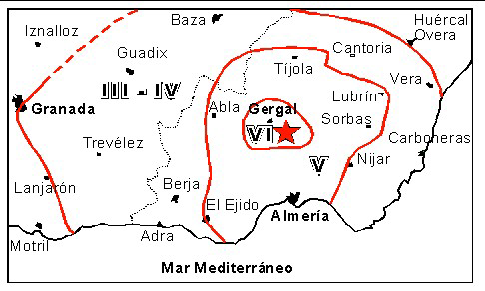 Baza
Huércal
Overa
Iznalloz
Guadix
Cantoria
Tíjola
Vera
III - IV
Lubrín
Granada
Abla
Gergal
Sorbas
VI
Trevélez
Carboneras
V
Nijar
Lanjarón
Berja
El Ejido
Almería
Motril
Adra
Mar Mediterráneo